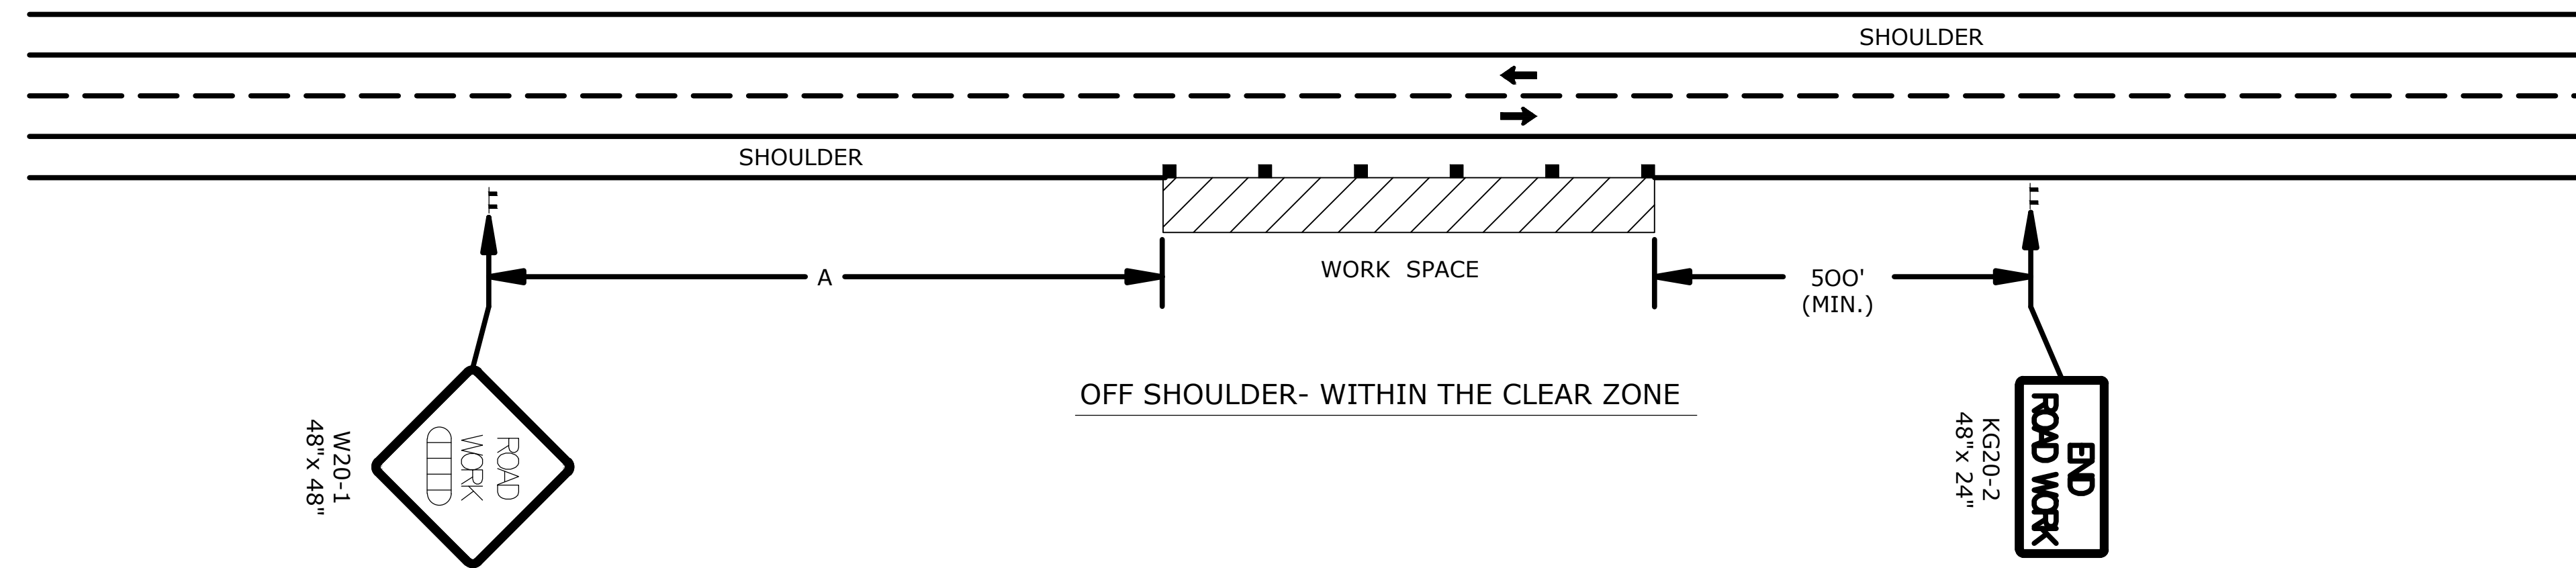 SHOULDER
SHOULDER
A
WORK SPACE
5OO'
(MIN.)
OFF SHOULDER- WITHIN THE CLEAR ZONE
ROAD
WORK
W20-1
48"x 48"
END
ROAD WORK
KG20-2
48"x 24"